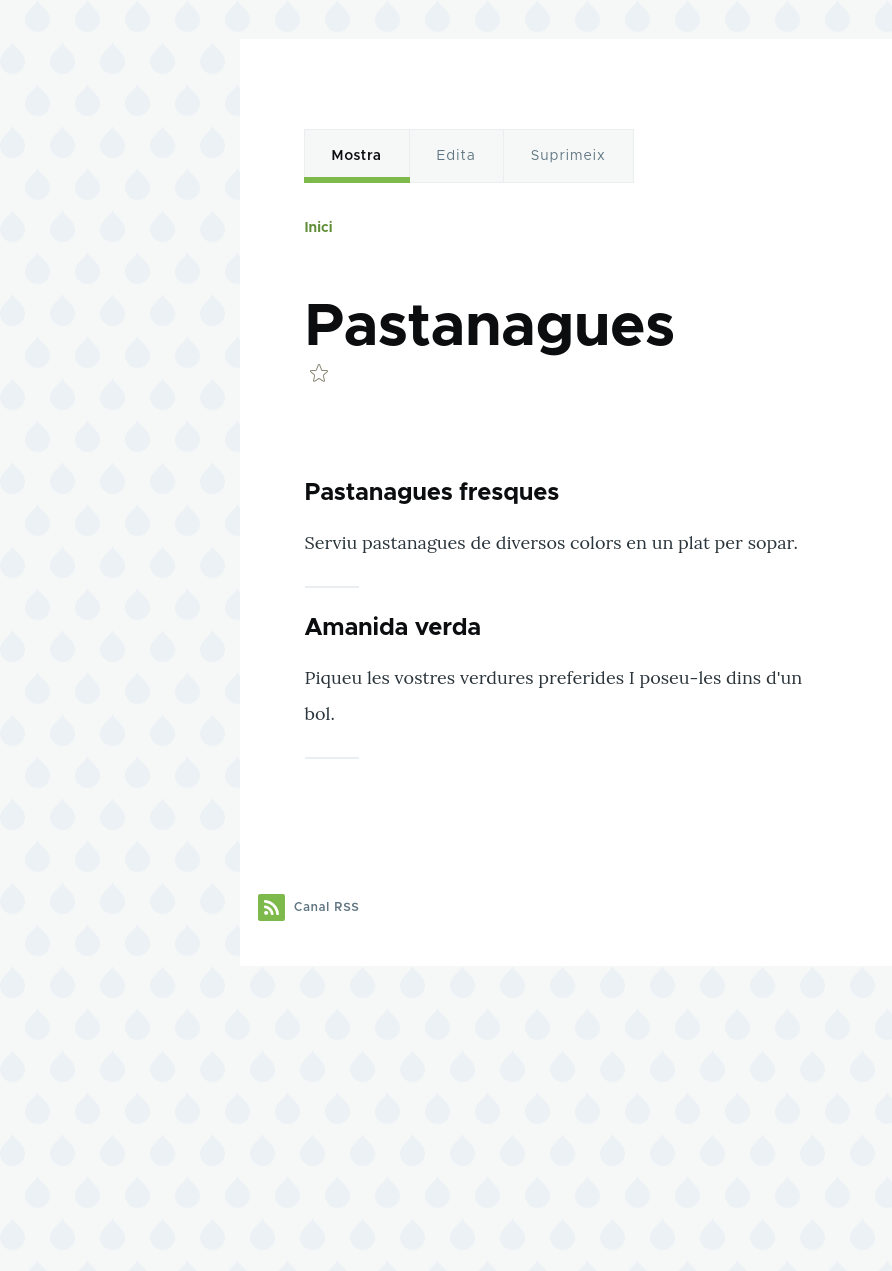 Mostra Edita Suprimeix
Inici
Pastanagues
Pastanagues fresques
Serviu pastanagues de diversos colors en un plat per sopar.
Amanida verda
Piqueu les vostres verdures preferides I poseu-les dins d'un
bol.
Canal RSS